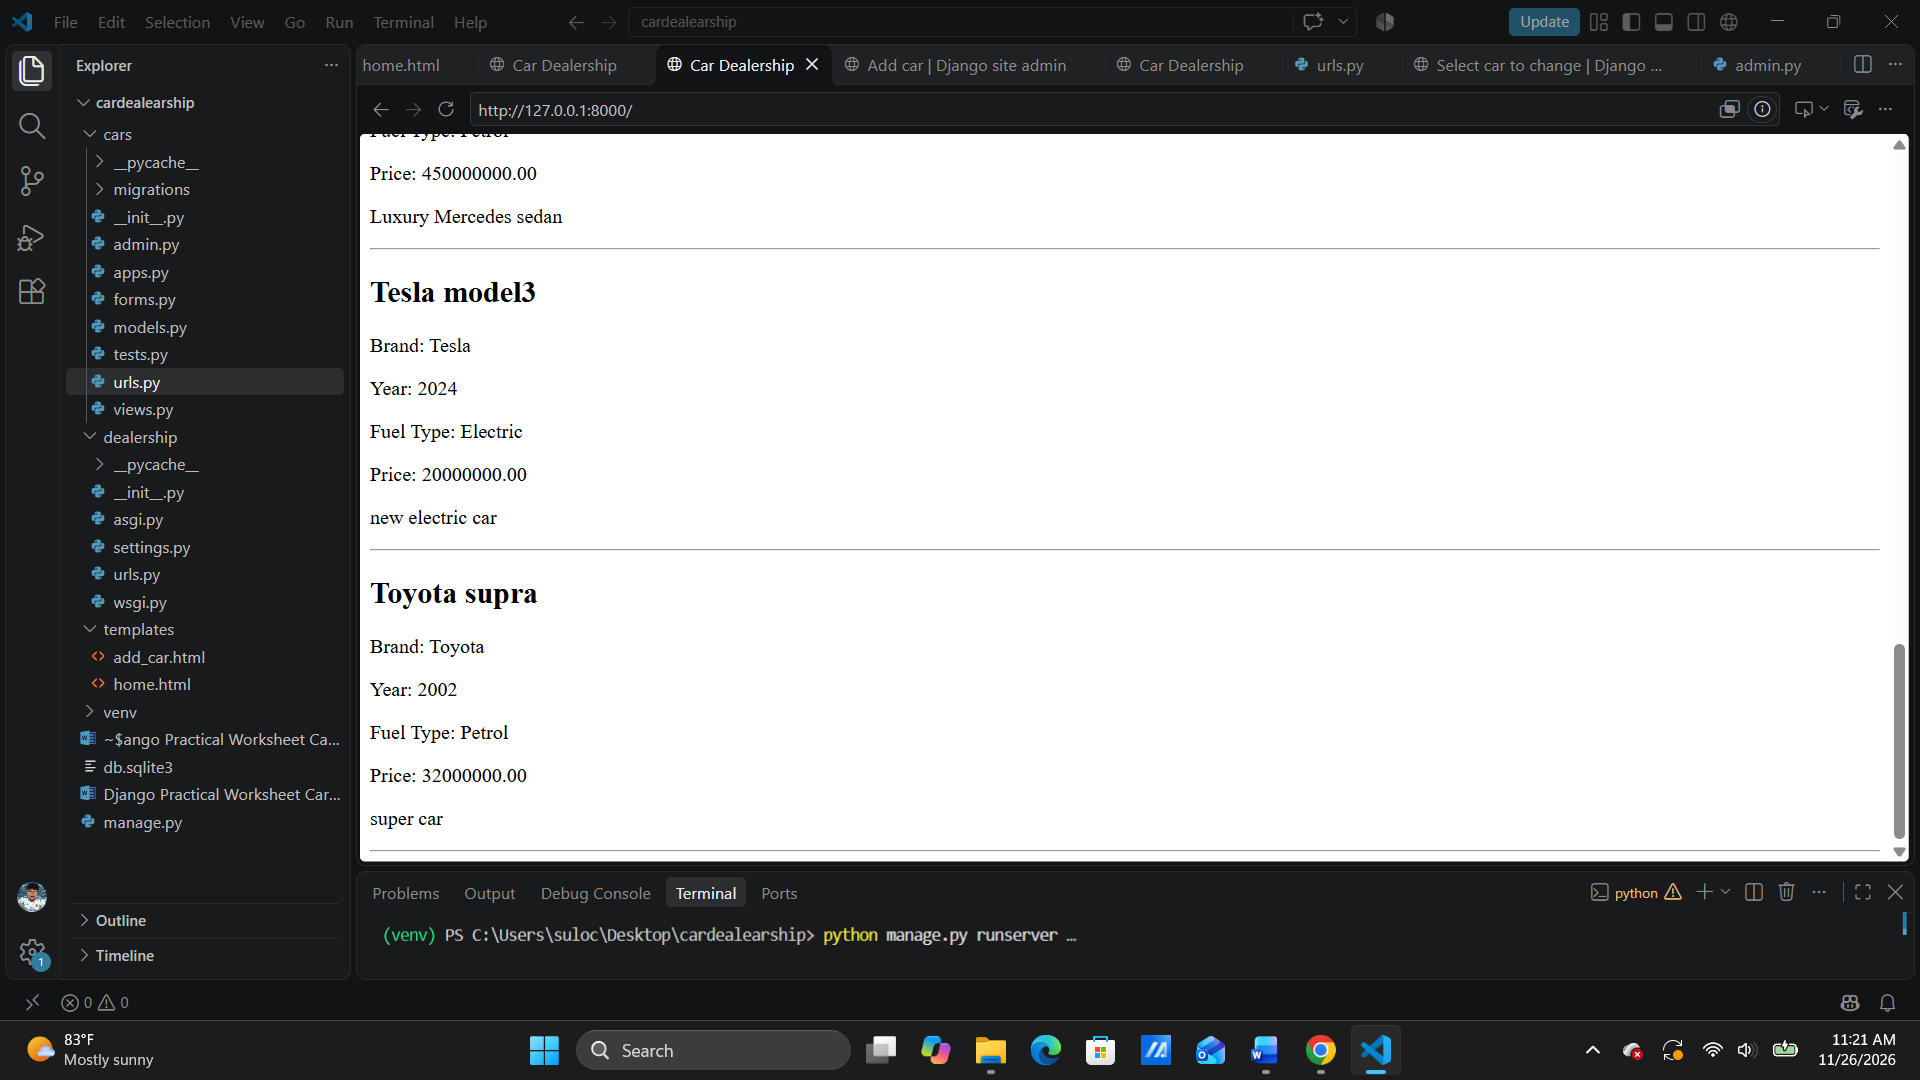 File Edit Selection View Go Run Terminal Help
cardealearship
Update
Explorer
cardealearship
cars
__pycache__
migrations
__init__.py
admin.py
apps.py
forms.py
models.py
tests.py
urls.py
views.py
dealership
__pycache__
__init__.py
asgi.py
settings.py
urls.py
wsgi.py
templates
add_car.html
home.html
venv
~$ango Practical Worksheet Ca...
db.sqlite3
Django Practical Worksheet Car...
manage.py
Outline
Timeline
1
home.html
Car Dealership
Car Dealership
Add car | Django site admin
Car Dealership
urls.py
Select car to change | Django ...
admin.py
http://127.0.0.1:8000/
Fuel Type: Petrol
Price: 450000000.00
Luxury Mercedes sedan
Tesla model3
Brand: Tesla
Year: 2024
Fuel Type: Electric
Price: 20000000.00
new electric car
Toyota supra
Brand: Toyota
Year: 2002
Fuel Type: Petrol
Price: 32000000.00
super car
Problems Output Debug Console Terminal Ports
python
(venv) PS C:\Users\suloc\Desktop\cardealearship> python manage.py runserver …
0 0
83°F
Mostly sunny
Search
11:21 AM
11/26/2026